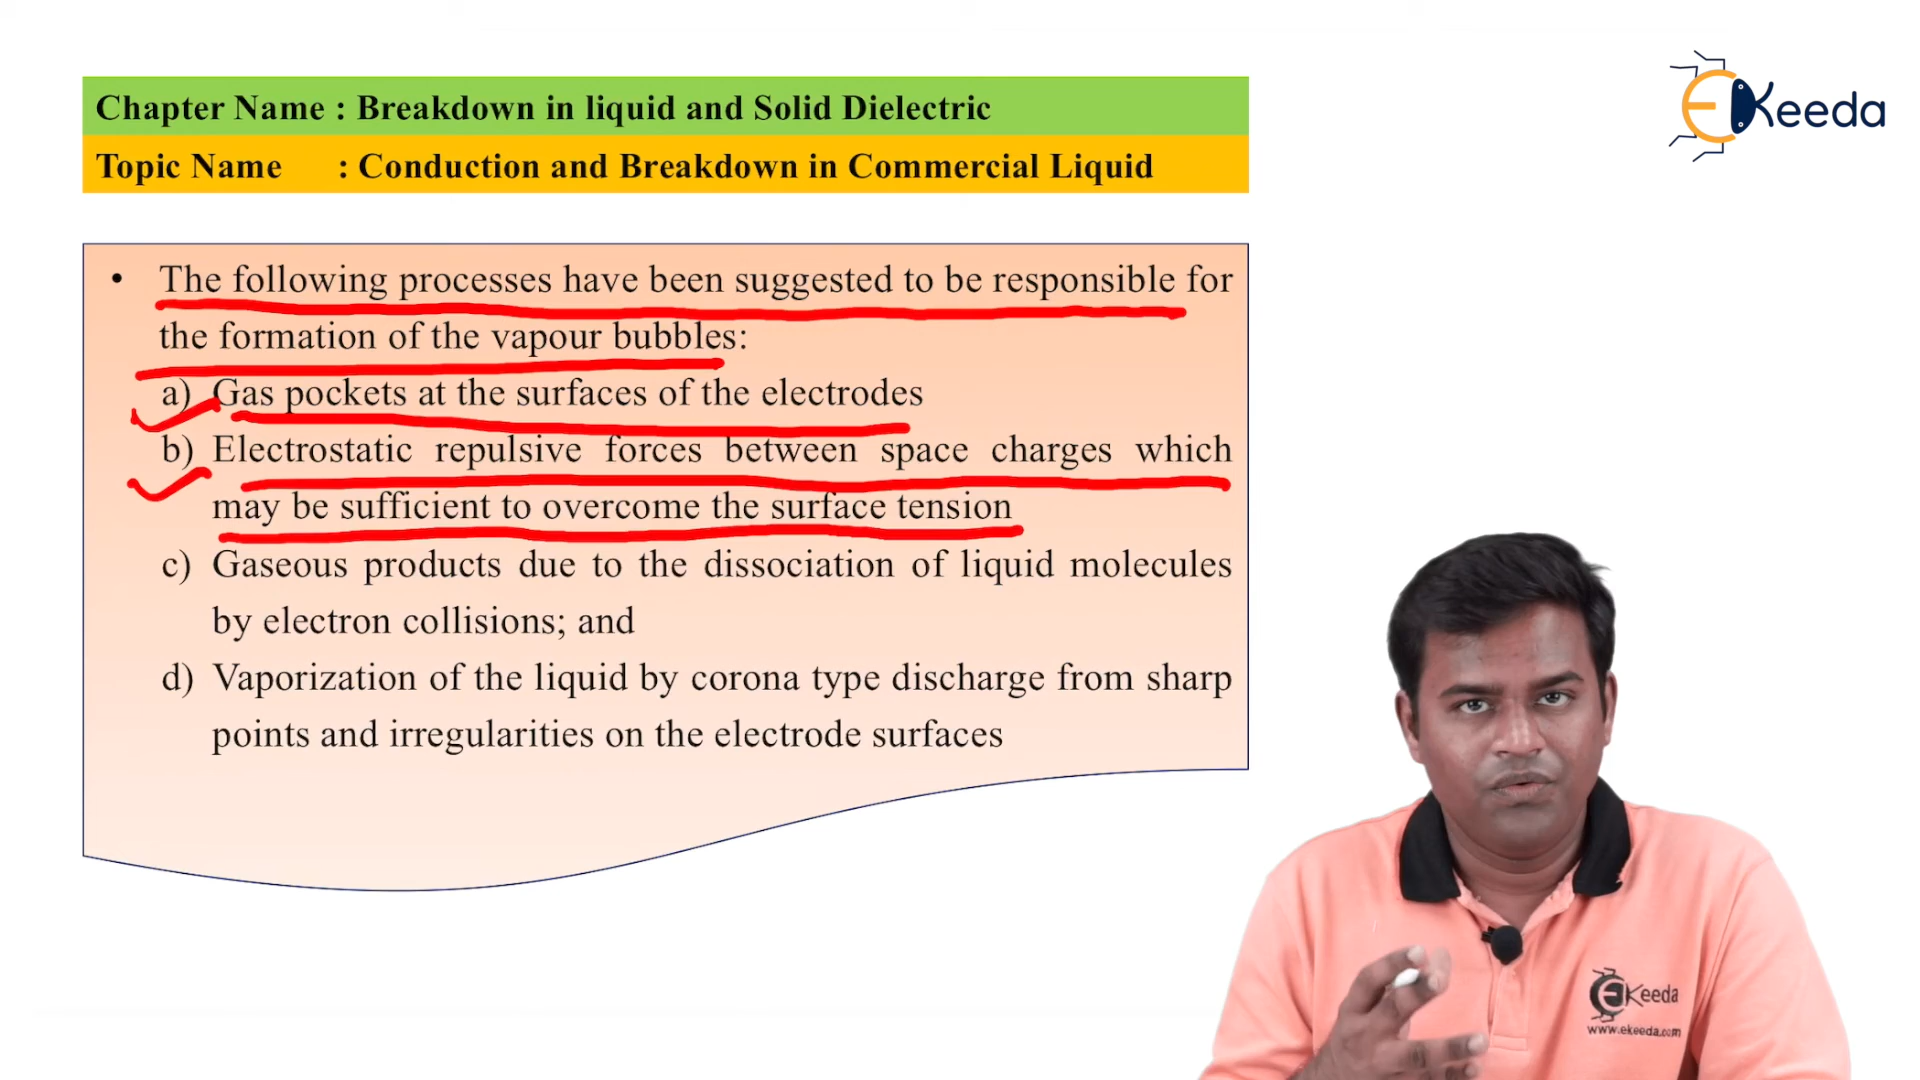 EKeeda
Chapter Name : Breakdown in liquid and Solid Dielectric
Topic Name : Conduction and Breakdown in Commercial Liquid
• The following processes have been suggested to be responsible for
the formation of the vapour bubbles:
a) Gas pockets at the surfaces of the electrodes
b) Electrostatic repulsive forces between space charges which
may be sufficient to overcome the surface tension
c) Gaseous products due to the dissociation of liquid molecules
by electron collisions; and
d) Vaporization of the liquid by corona type discharge from sharp
points and irregularities on the electrode surfaces
EKeeda
www.ekeeda.com